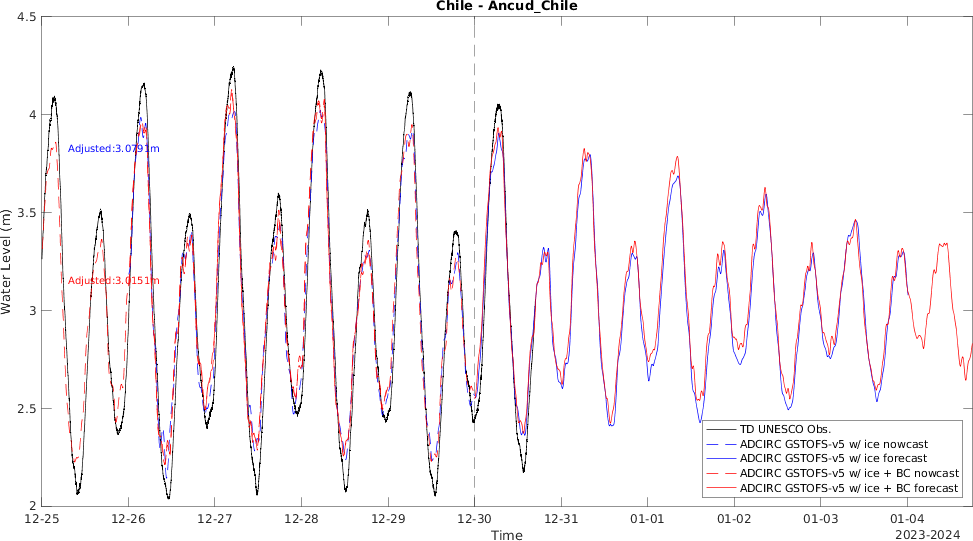 Chile - Ancud_Chile
4.5
4
3.5
3
2.5
2
Water Level (m)
Adjusted:3.0791m
Adjusted:3.0151m
TD UNESCO Obs.
ADCIRC GSTOFS-v5 w/ ice nowcast
ADCIRC GSTOFS-v5 w/ ice forecast
ADCIRC GSTOFS-v5 w/ ice + BC nowcast
ADCIRC GSTOFS-v5 w/ ice + BC forecast
12-25 12-26 12-27 12-28 12-29 12-30 12-31 01-01 01-02 01-03 01-04
Time
2023-2024